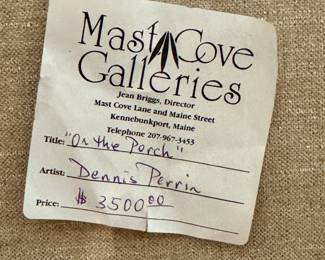 Mast Cove
Galleries
Jean Briggs, Director
Mast Cove Lane and Maine Street
Kennebunkport, Maine
Telephone 207-967-3453
Title: "On the Porch"
Artist: Dennis Perrin
Price: $ 3500.00